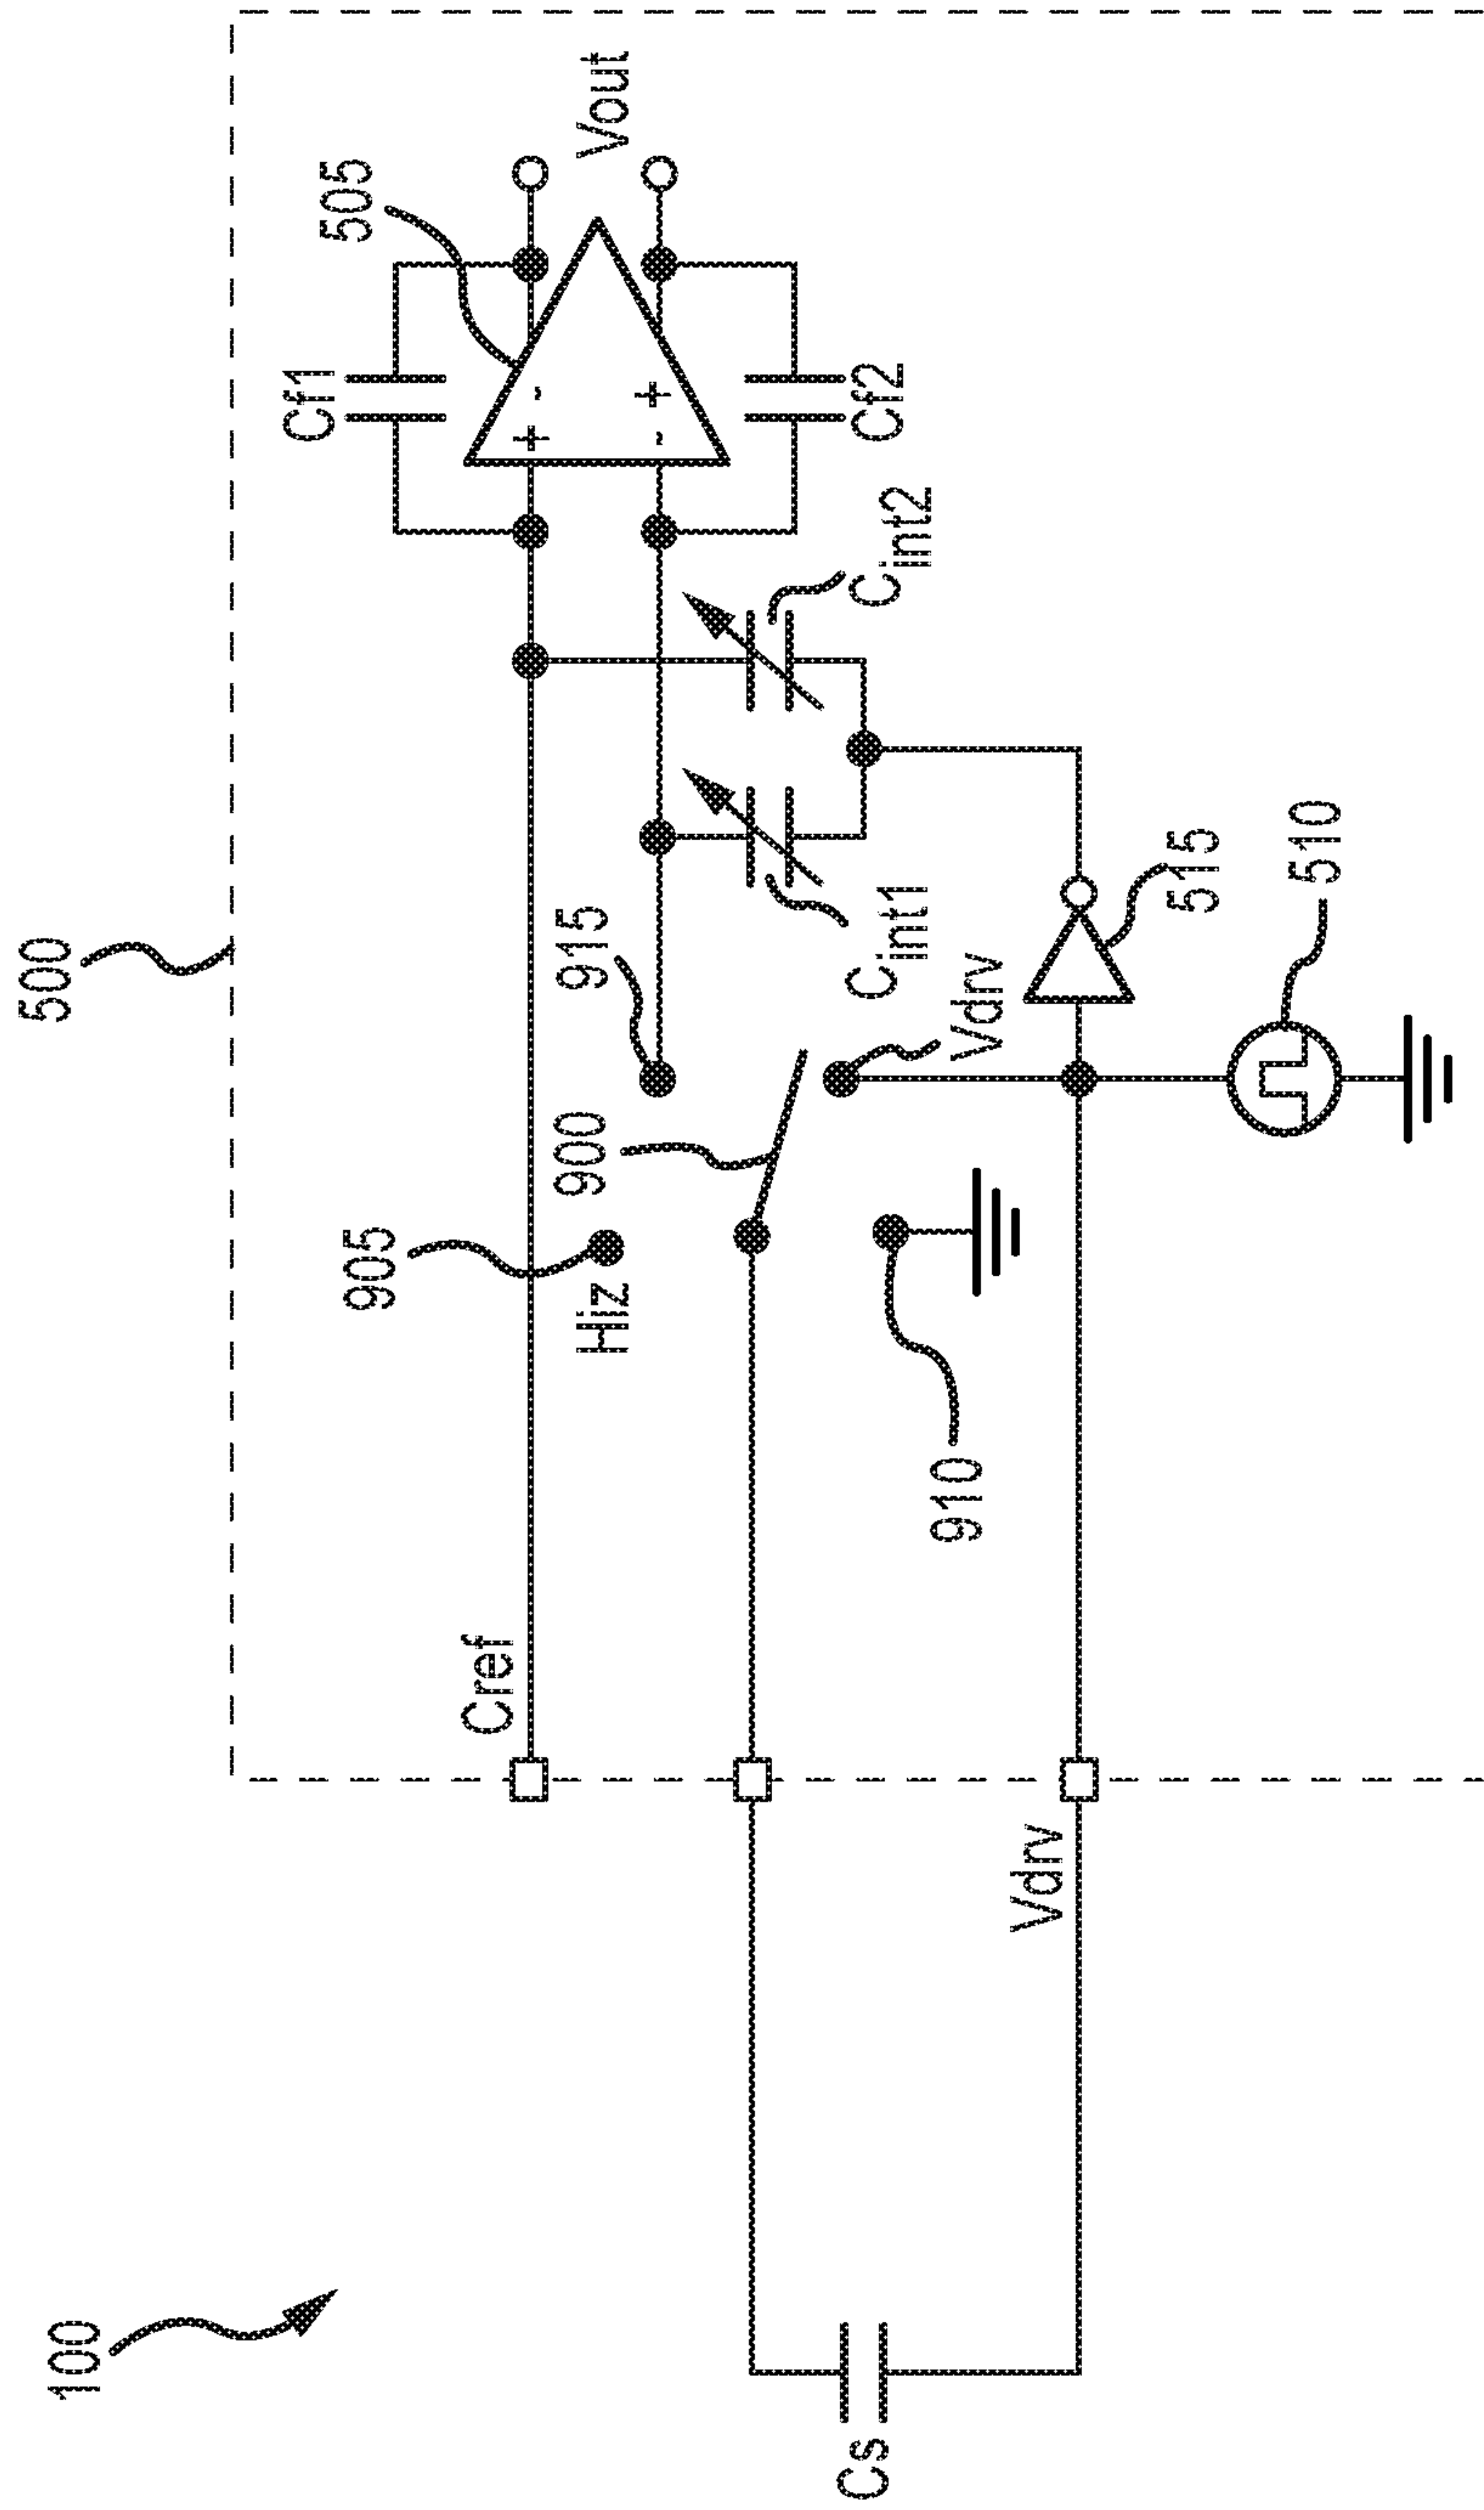 100
500
Cs
Vdrv
Cref
905
Hiz
900
915
910
Vdrv
Cint1
Cint2
515
510
Cf1
+
-
-
+
Cf2
505
Vout